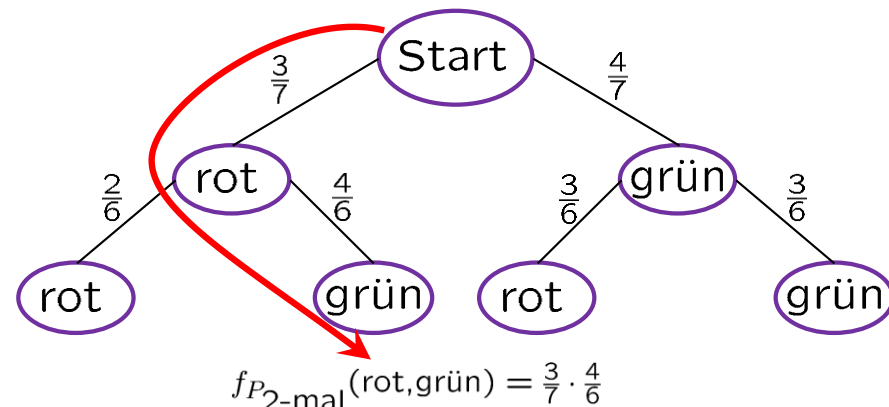 Start
3/7 4/7
rot grün
2/6 4/6 3/6 3/6
rot grün rot grün
f_{P_{2-mal}}(rot,grün) = 3/7 · 4/6